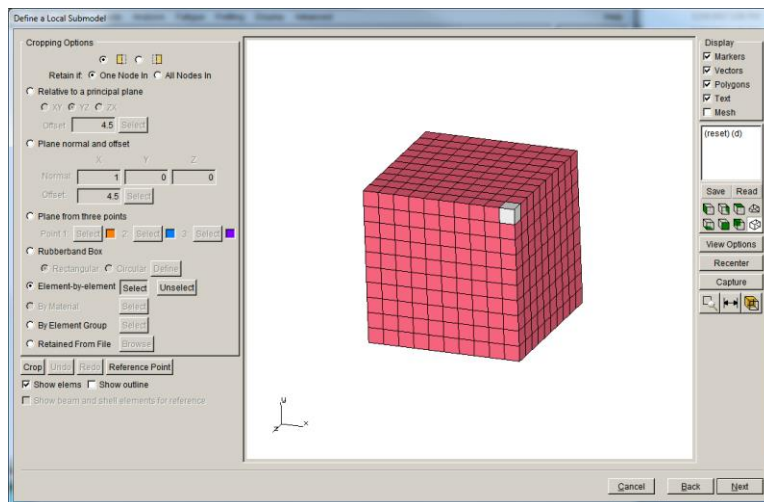 Define a Local Submodel
Cropping Options
Retain if: One Node In All Nodes In
Relative to a principal plane
XY YZ ZX
Offset 4.5 Select
Plane normal and offset
X Y Z
Normal 1 0 0
Offset 4.5 Select
Plane from three points
Point 1: Select 2: Select 3: Select
Rubberband Box
Rectangular Circular Define
Element-by-element Select Unselect
By Material Select
By Element Group Select
Retained From File Browse
Crop Undo Redo Reference Point
Show elems Show outline
Show beam and shell elements for reference
y
z x
Display
Markers
Vectors
Polygons
Text
Mesh
(reset) (d)
Save Read
View Options
Recenter
Capture
Cancel Back Next